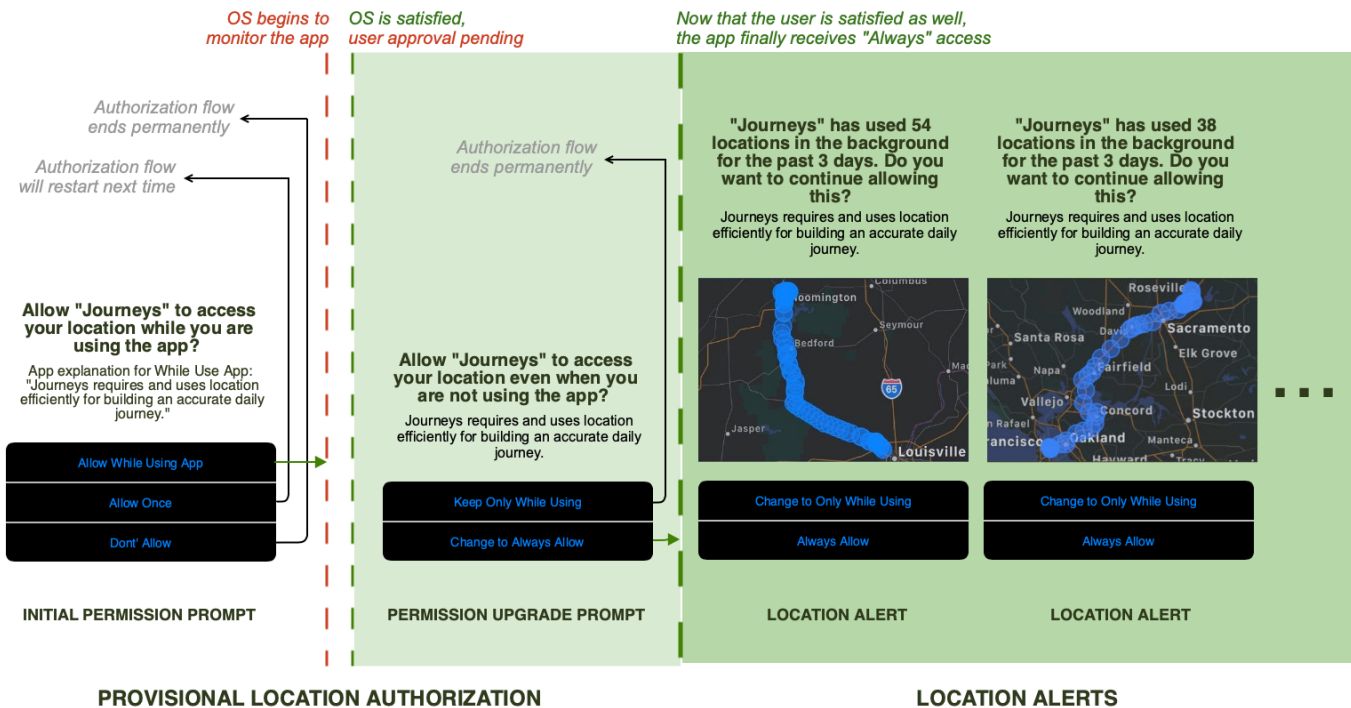 OS begins to
monitor the app
OS is satisfied,
user approval pending
Now that the user is satisfied as well,
the app finally receives "Always" access
Authorization flow
ends permanently
Authorization flow
will restart next time
Allow "Journeys" to access
your location while you are
using the app?
App explanation for While Use App:
"Journeys requires and uses location
efficiently for building an accurate daily
journey."
Allow While Using App
Allow Once
Dont' Allow
INITIAL PERMISSION PROMPT
Authorization flow
ends permanently
Allow "Journeys" to access
your location even when you
are not using the app?
Journeys requires and uses location
efficiently for building an accurate daily
journey.
Keep Only While Using
Change to Always Allow
PERMISSION UPGRADE PROMPT
"Journeys" has used 54
locations in the background
for the past 3 days. Do you
want to continue allowing
this?
Journeys requires and uses location
efficiently for building an accurate daily
journey.
Columbus
loomington
Seymour
Bedford
65
Jasper
Louisville
Change to Only While Using
Always Allow
LOCATION ALERT
"Journeys" has used 38
locations in the background
for the past 3 days. Do you
want to continue allowing
this?
Journeys requires and uses location
efficiently for building an accurate daily
journey.
Roseville
Woodland
Davi
Sacramento
Santa Rosa
Elk Grove
Park
Napa
Fairfield
aluma
Lodi
Vallejo
Concord
Stockton
n Rafael
rancisco
Oakland
Manteca
Hayward
Tracy
Change to Only While Using
Always Allow
LOCATION ALERT
...
PROVISIONAL LOCATION AUTHORIZATION
LOCATION ALERTS